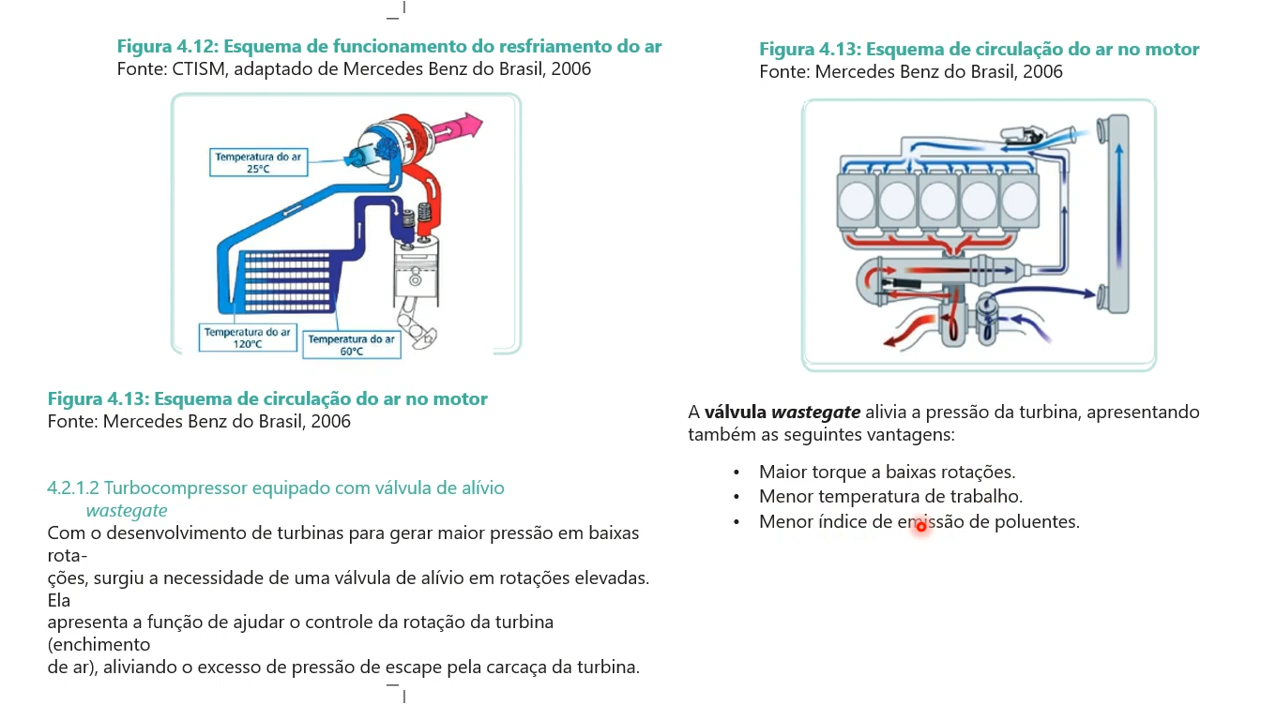 Figura 4.12: Esquema de funcionamento do resfriamento do ar
Fonte: CTISM, adaptado de Mercedes Benz do Brasil, 2006
Temperatura do ar
25°C
Temperatura do ar
120°C
Temperatura do ar
60°C
Figura 4.13: Esquema de circulação do ar no motor
Fonte: Mercedes Benz do Brasil, 2006
4.2.1.2 Turbocompressor equipado com válvula de alívio
wastegate
Com o desenvolvimento de turbinas para gerar maior pressão em baixas
rota-
ções, surgiu a necessidade de uma válvula de alívio em rotações elevadas.
Ela
apresenta a função de ajudar o controle da rotação da turbina
(enchimento
de ar), aliviando o excesso de pressão de escape pela carcaça da turbina.
Figura 4.13: Esquema de circulação do ar no motor
Fonte: Mercedes Benz do Brasil, 2006
A válvula wastegate alivia a pressão da turbina, apresentando
também as seguintes vantagens:
• Maior torque a baixas rotações.
• Menor temperatura de trabalho.
• Menor índice de emissão de poluentes.